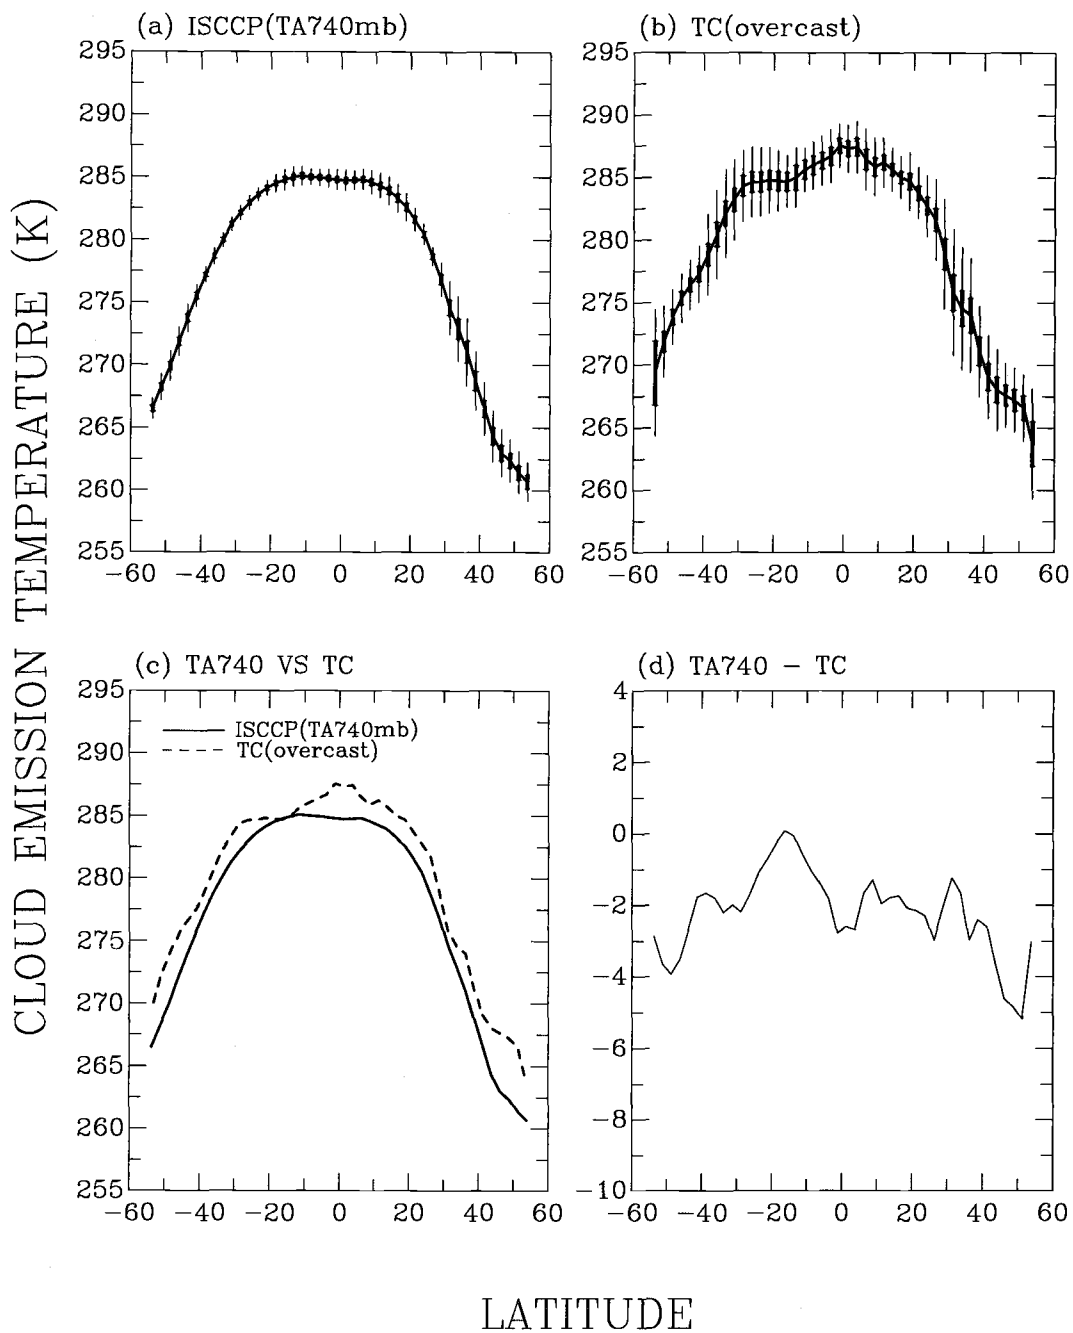 (a) ISCCP(TA740mb)
295
290
285
280
275
270
265
260
255
−60 −40 −20 0 20 40 60
(b) TC(overcast)
295
290
285
280
275
270
265
260
255
−60 −40 −20 0 20 40 60
CLOUD EMISSION TEMPERATURE (K)
(c) TA740 VS TC
ISCCP(TA740mb)
TC(overcast)
295
290
285
280
275
270
265
260
255
−60 −40 −20 0 20 40 60
(d) TA740 − TC
4
2
0
−2
−4
−6
−8
−10
−60 −40 −20 0 20 40 60
LATITUDE